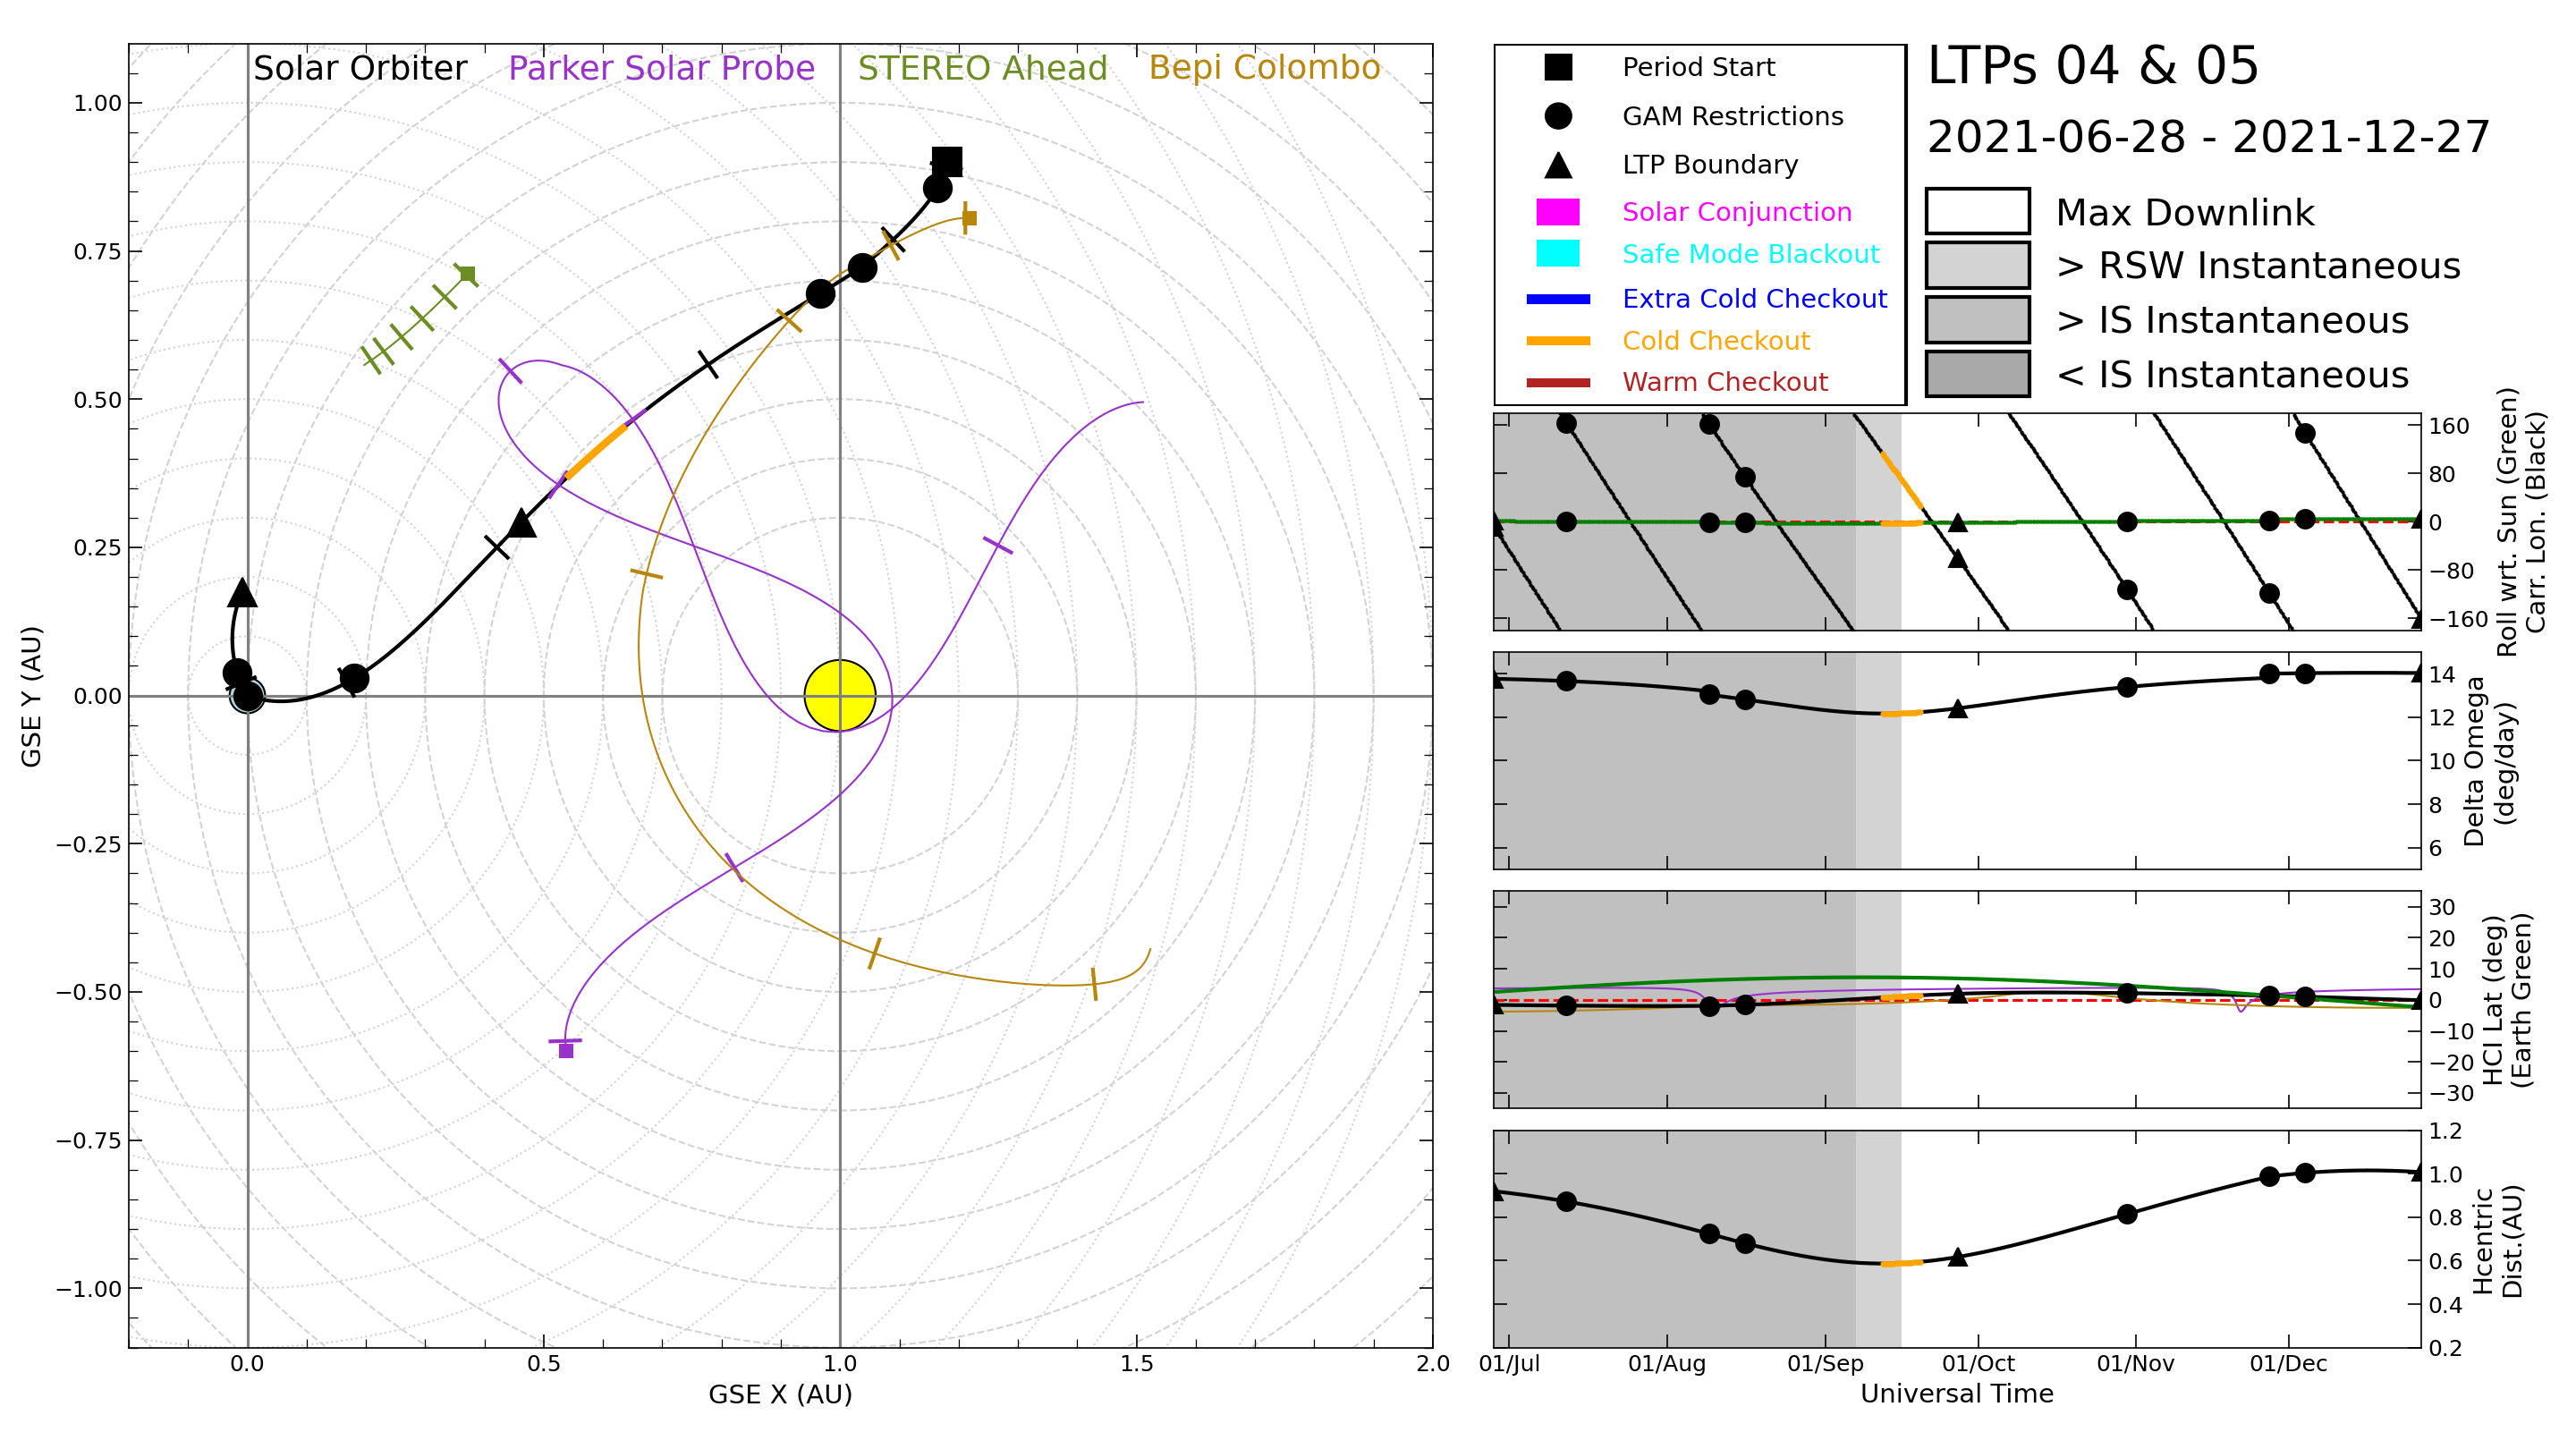 Solar Orbiter Parker Solar Probe STEREO Ahead Bepi Colombo
1.00
0.75
0.50
0.25
0.00
−0.25
−0.50
−0.75
−1.00
GSE Y (AU)
0.0 0.5 1.0 1.5 2.0
GSE X (AU)
Period Start
GAM Restrictions
LTP Boundary
Solar Conjunction
Safe Mode Blackout
Extra Cold Checkout
Cold Checkout
Warm Checkout
LTPs 04 & 05
2021-06-28 - 2021-12-27
Max Downlink
> RSW Instantaneous
> IS Instantaneous
< IS Instantaneous
160
80
0
−80
−160
Roll wrt. Sun (Green)
Carr. Lon. (Black)
14
12
10
8
6
Delta Omega
(deg/day)
30
20
10
0
−10
−20
−30
HCI Lat (deg)
(Earth Green)
1.2
1.0
0.8
0.6
0.4
0.2
Hcentric
Dist.(AU)
01/Jul 01/Aug 01/Sep 01/Oct 01/Nov 01/Dec
Universal Time